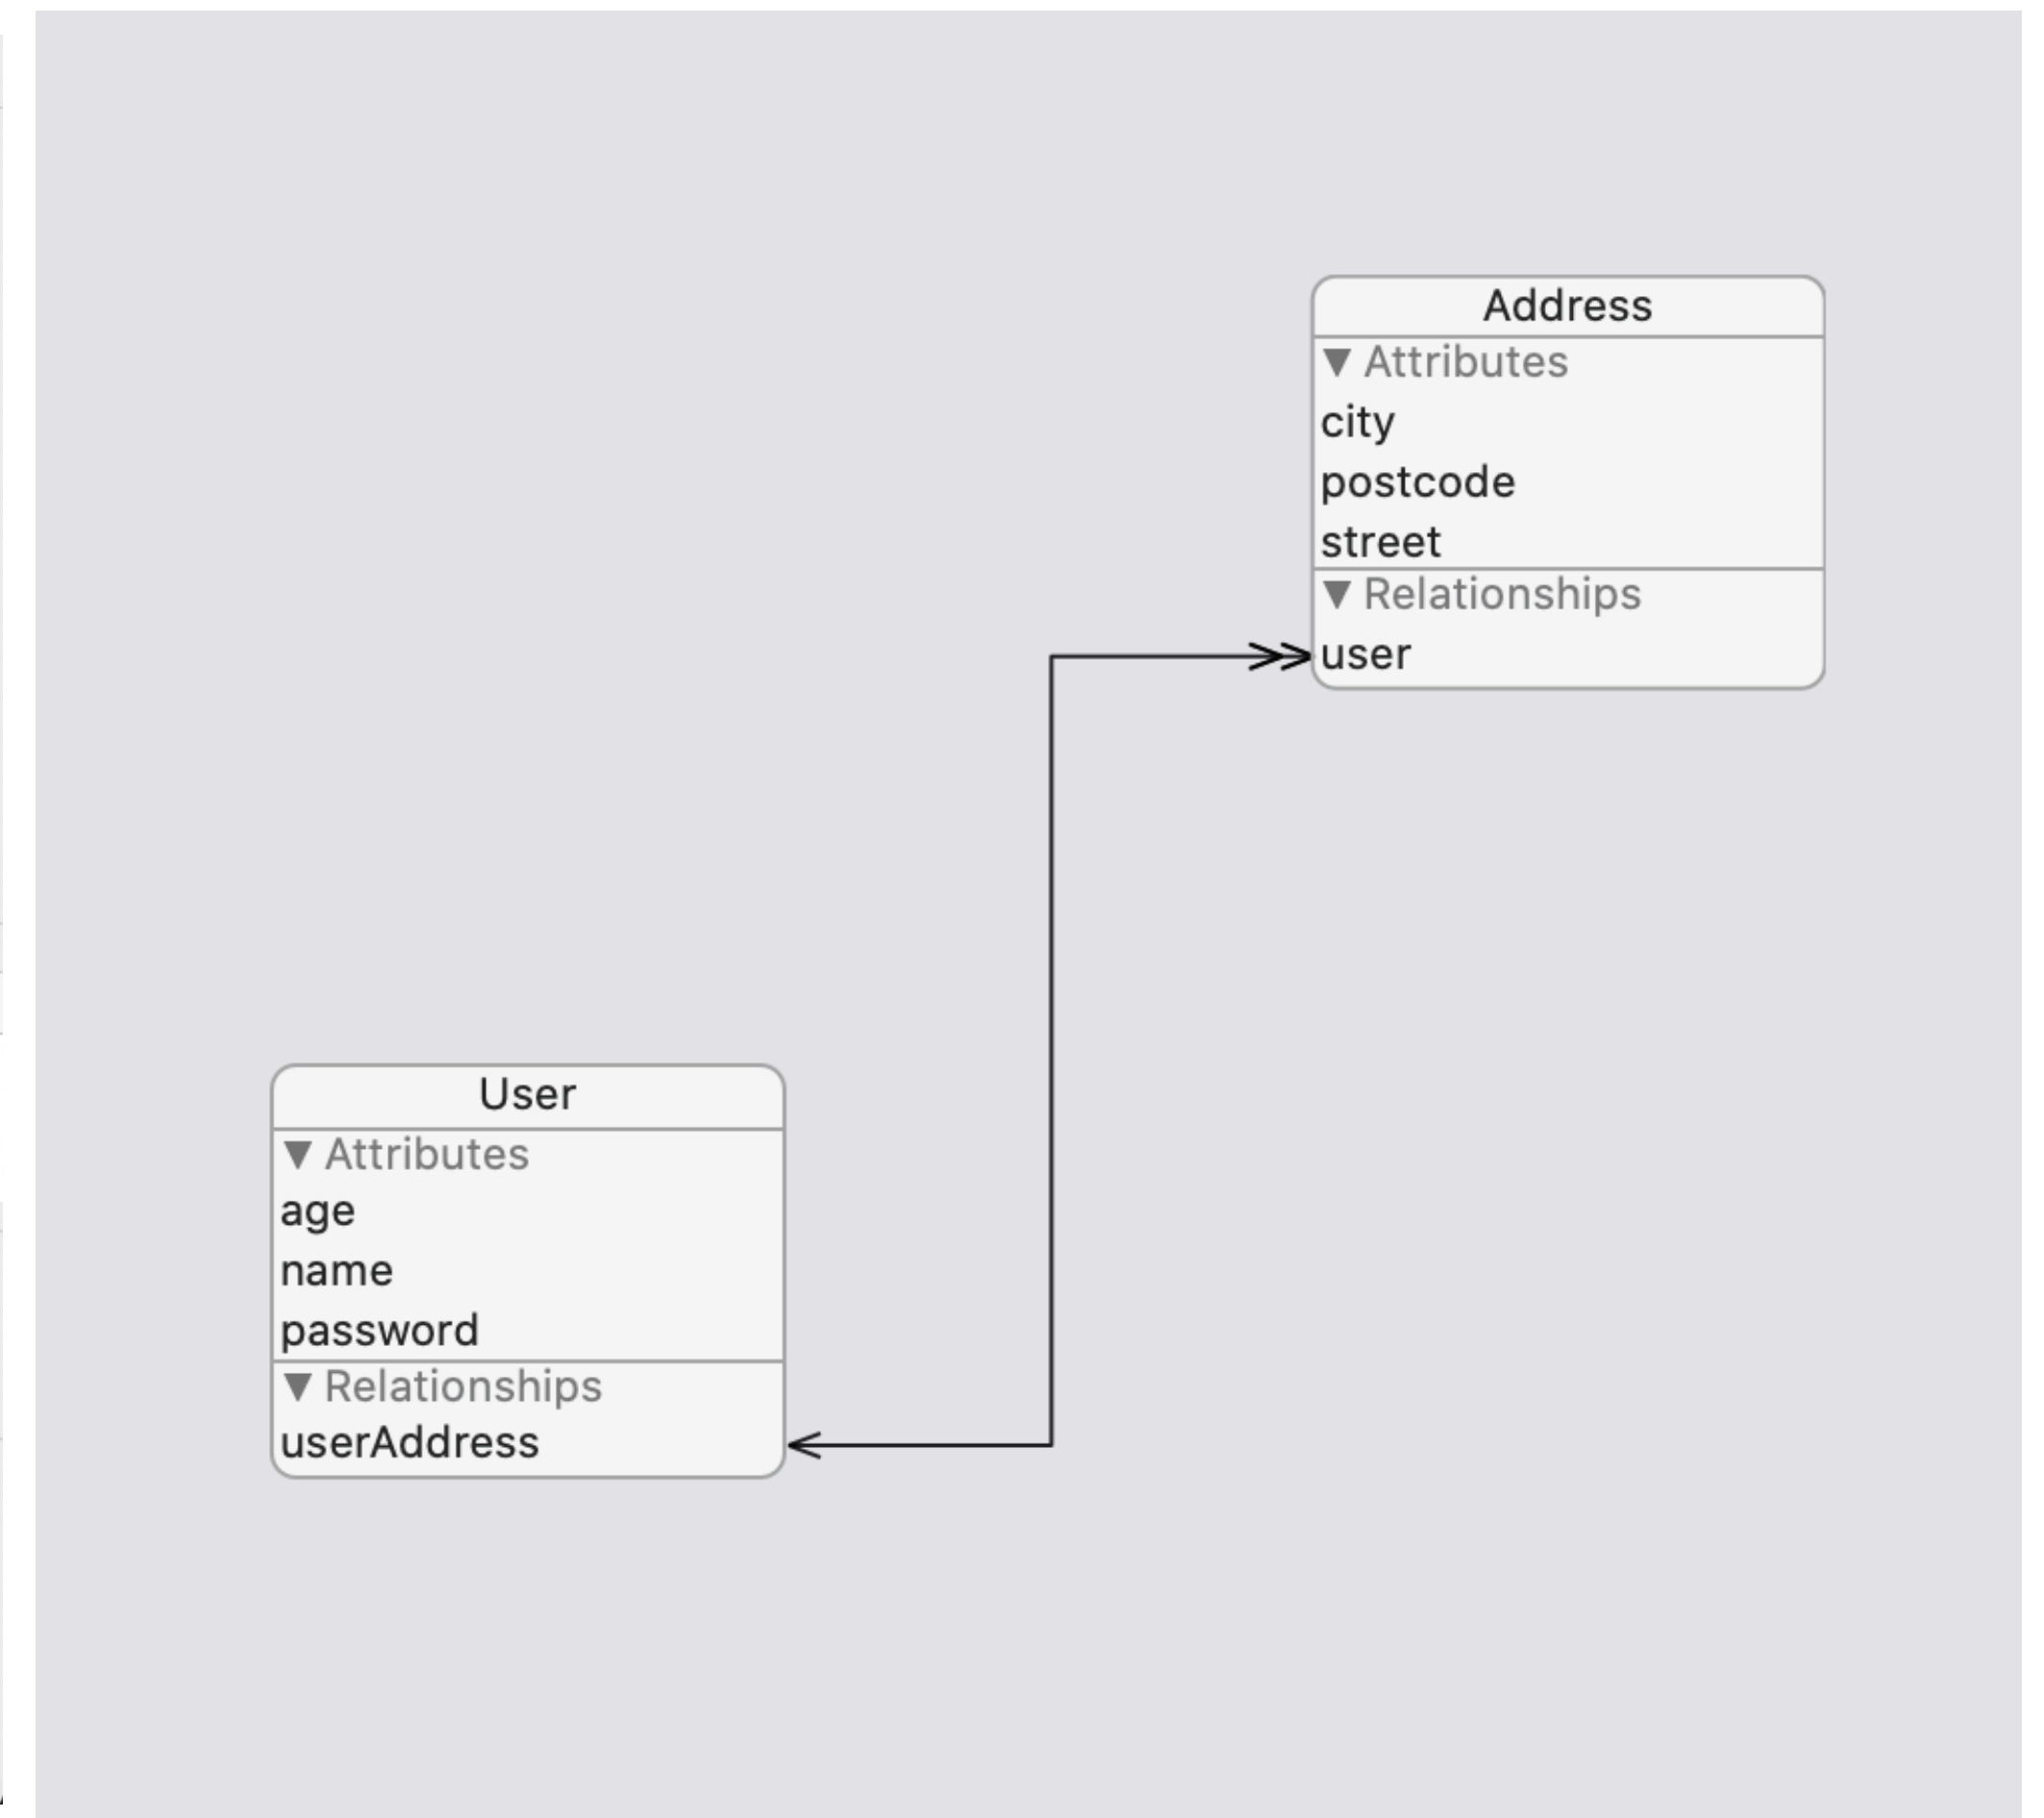 Address
Attributes
city
postcode
street
Relationships
user
User
Attributes
age
name
password
Relationships
userAddress